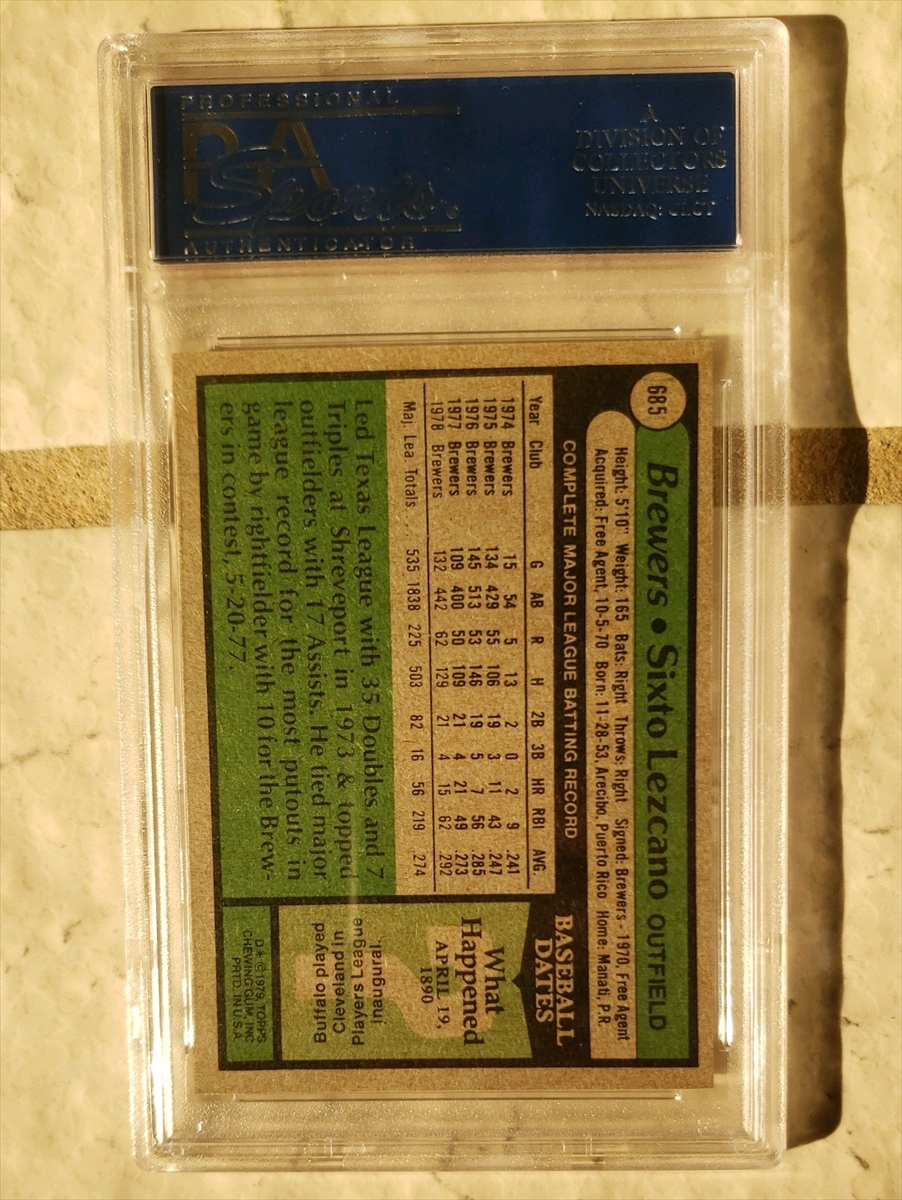 PROFESSIONAL
PSA
Sports
AUTHENTICATOR
A
DIVISION OF
COLLECTORS
UNIVERSE
NASDAQ: CLCT
685
Brewers • Sixto Lezcano OUTFIELD
Height: 5'10" Weight: 165 Bats: Right Throws: Right Signed: Brewers - 1970, Free Agent
Acquired: Free Agent, 10-5-70 Born: 11-28-53, Arecibo, Puerto Rico Home: Manati, P.R.
COMPLETE MAJOR LEAGUE BATTING RECORD
Year Club G AB R H 2B 3B HR RBI AVG.
1974 Brewers 15 54 5 13 2 0 2 9 .241
1975 Brewers 134 429 55 106 19 3 11 43 .247
1976 Brewers 145 513 53 146 19 5 7 56 .285
1977 Brewers 109 400 50 109 21 4 21 49 .273
1978 Brewers 132 442 62 129 21 4 15 62 .292
Maj. Lea. Totals . . . 535 1838 225 503 82 16 56 219 .274
Led Texas League with 35 Doubles and 7
Triples at Shreveport in 1973 & topped
outfielders with 17 Assists. He tied major
league record for the most putouts in
game by rightfielder with 10 for the Brew-
ers in contest, 5-20-77.
BASEBALL
DATES
What
Happened
APRIL 19,
1890
Buffalo played
Cleveland in
Players League
inaugural.
D★ © 1979, TOPPS
CHEWING GUM, INC
PRTD. IN U.S.A.